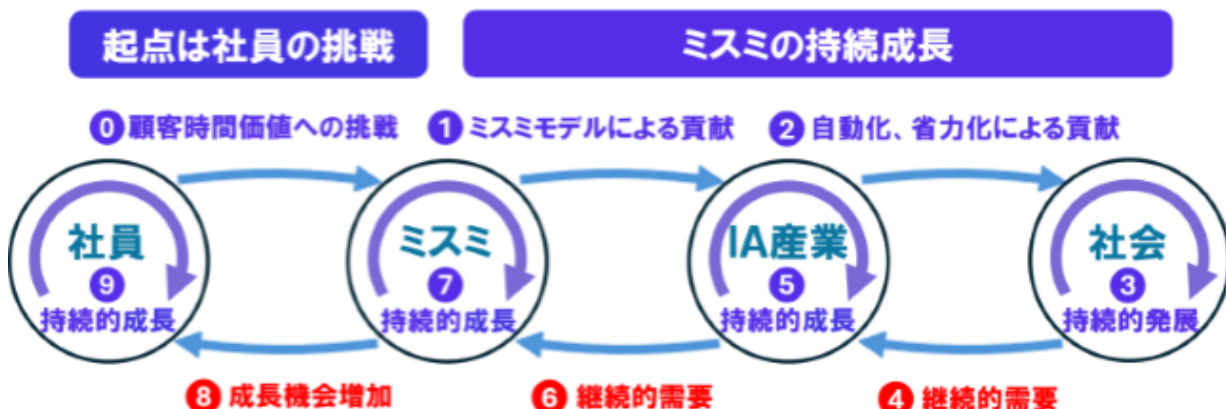 起点は社員の挑戦
ミスミの持続成長
0 顧客時間価値への挑戦
1 ミスミモデルによる貢献
2 自動化、省力化による貢献
社員
9
持続的成長
ミスミ
7
持続的成長
IA産業
5
持続的成長
社会
3
持続的発展
8 成長機会増加
6 継続的需要
4 継続的需要